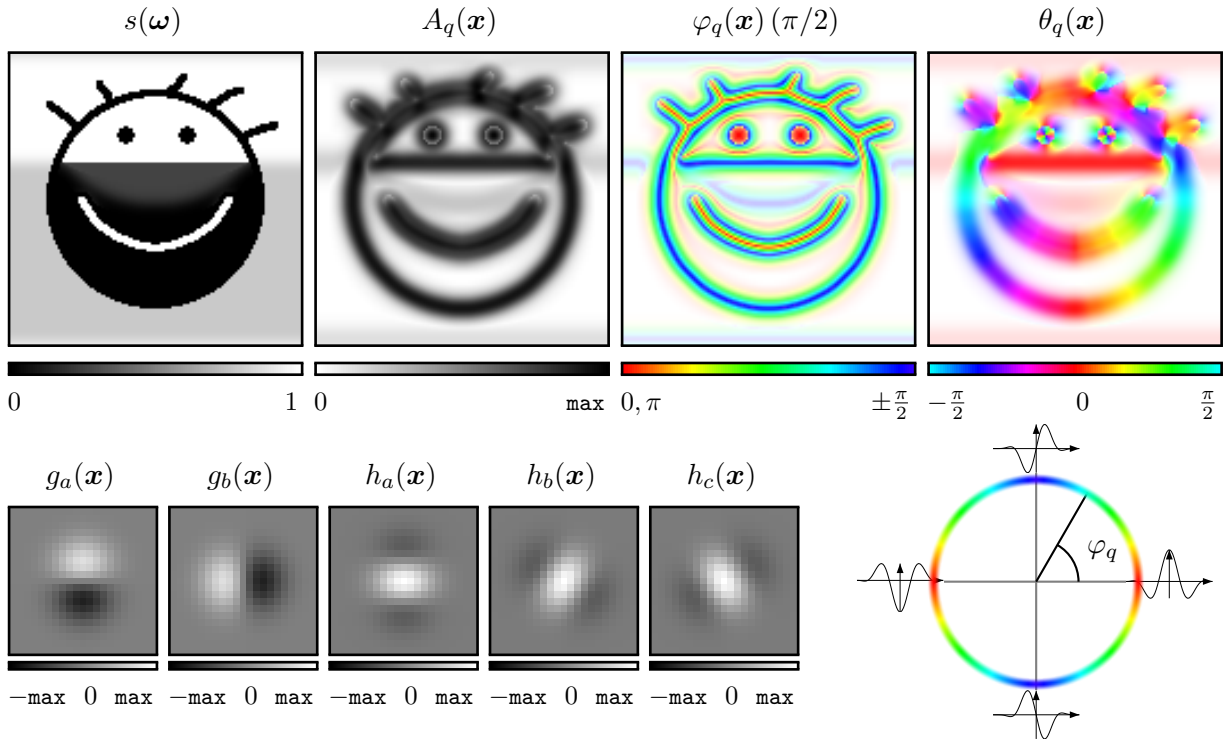 s(𝝎) A_q(𝒙) φ_q(𝒙) (π/2) θ_q(𝒙)
0 1 0 max 0, π ±π/2 −π/2 0 π/2
g_a(𝒙) g_b(𝒙) h_a(𝒙) h_b(𝒙) h_c(𝒙)
φ_q
−max 0 max −max 0 max −max 0 max −max 0 max −max 0 max